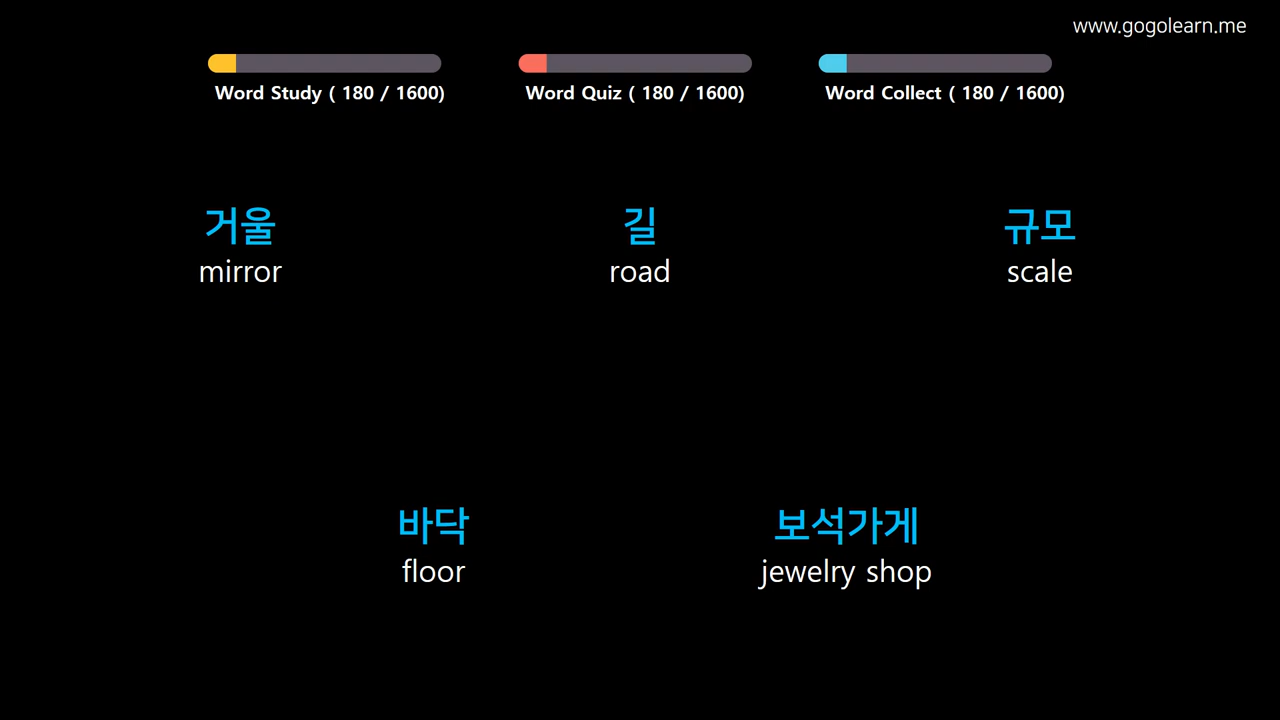 www.gogolearn.me
Word Study ( 180 / 1600)
Word Quiz ( 180 / 1600)
Word Collect ( 180 / 1600)
거울
mirror
길
road
규모
scale
바닥
floor
보석가게
jewelry shop